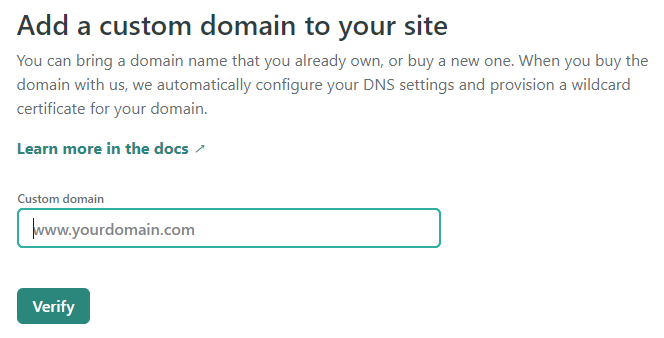 Add a custom domain to your site
You can bring a domain name that you already own, or buy a new one. When you buy the
domain with us, we automatically configure your DNS settings and provision a wildcard
certificate for your domain.
Learn more in the docs ↗
Custom domain
www.yourdomain.com
Verify